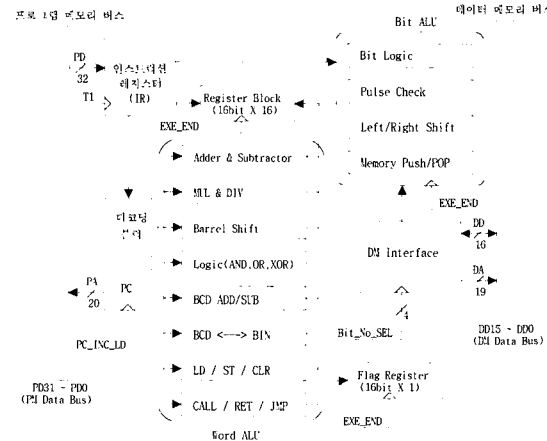 프로그램 메모리 버스
데이터 메모리 버스
Bit ALU
PD
32
인스트럭션
레지스터
(IR)
T1
Register Block
(16bit X 16)
EXE_END
Bit Logic
Pulse Check
Left/Right Shift
Memory Push/POP
EXE_END
Adder & Subtractor
MUL & DIV
Barrel Shift
Logic(AND,OR,XOR)
BCD ADD/SUB
BCD <---> BIN
LD / ST / CLR
CALL / RET / JMP
Word ALU
디코딩
PA
20
PC
PC_INC_LD
PD31 ~ PD0
(PM Data Bus)
DM Interface
DD
16
DA
19
4
Bit_No_SEL
DD15 ~ DD0
(DM Data Bus)
Flag Register
(16bit X 1)
EXE_END